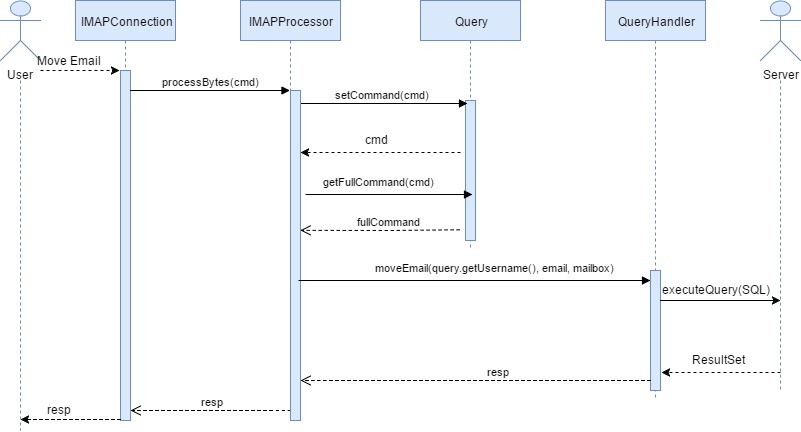 IMAPConnection
IMAPProcessor
Query
QueryHandler
User
Server
Move Email
processBytes(cmd)
setCommand(cmd)
cmd
getFullCommand(cmd)
fullCommand
moveEmail(query.getUsername(), email, mailbox)
executeQuery(SQL)
ResultSet
resp
resp
resp